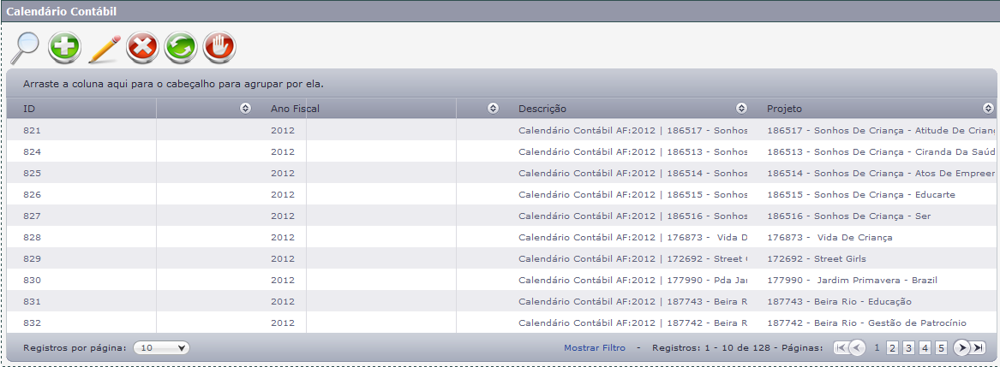 Calendário Contábil
Arraste a coluna aqui para o cabeçalho para agrupar por ela.
ID Ano Fiscal Descrição Projeto
821 2012 Calendário Contábil AF:2012 | 186517 - Sonhos 186517 - Sonhos De Criança - Atitude De Crianç
824 2012 Calendário Contábil AF:2012 | 186513 - Sonhos 186513 - Sonhos De Criança - Ciranda Da Saúd
825 2012 Calendário Contábil AF:2012 | 186514 - Sonhos 186514 - Sonhos De Criança - Atos De Empreer
826 2012 Calendário Contábil AF:2012 | 186515 - Sonhos 186515 - Sonhos De Criança - Educarte
827 2012 Calendário Contábil AF:2012 | 186516 - Sonhos 186516 - Sonhos De Criança - Ser
828 2012 Calendário Contábil AF:2012 | 176873 - Vida D 176873 - Vida De Criança
829 2012 Calendário Contábil AF:2012 | 172692 - Street 172692 - Street Girls
830 2012 Calendário Contábil AF:2012 | 177990 - Pda Jar 177990 - Jardim Primavera - Brazil
831 2012 Calendário Contábil AF:2012 | 187743 - Beira R 187743 - Beira Rio - Educação
832 2012 Calendário Contábil AF:2012 | 187742 - Beira R 187742 - Beira Rio - Gestão de Patrocínio
Registros por página: 10 Mostrar Filtro - Registros: 1 - 10 de 128 - Páginas: 1 2 3 4 5